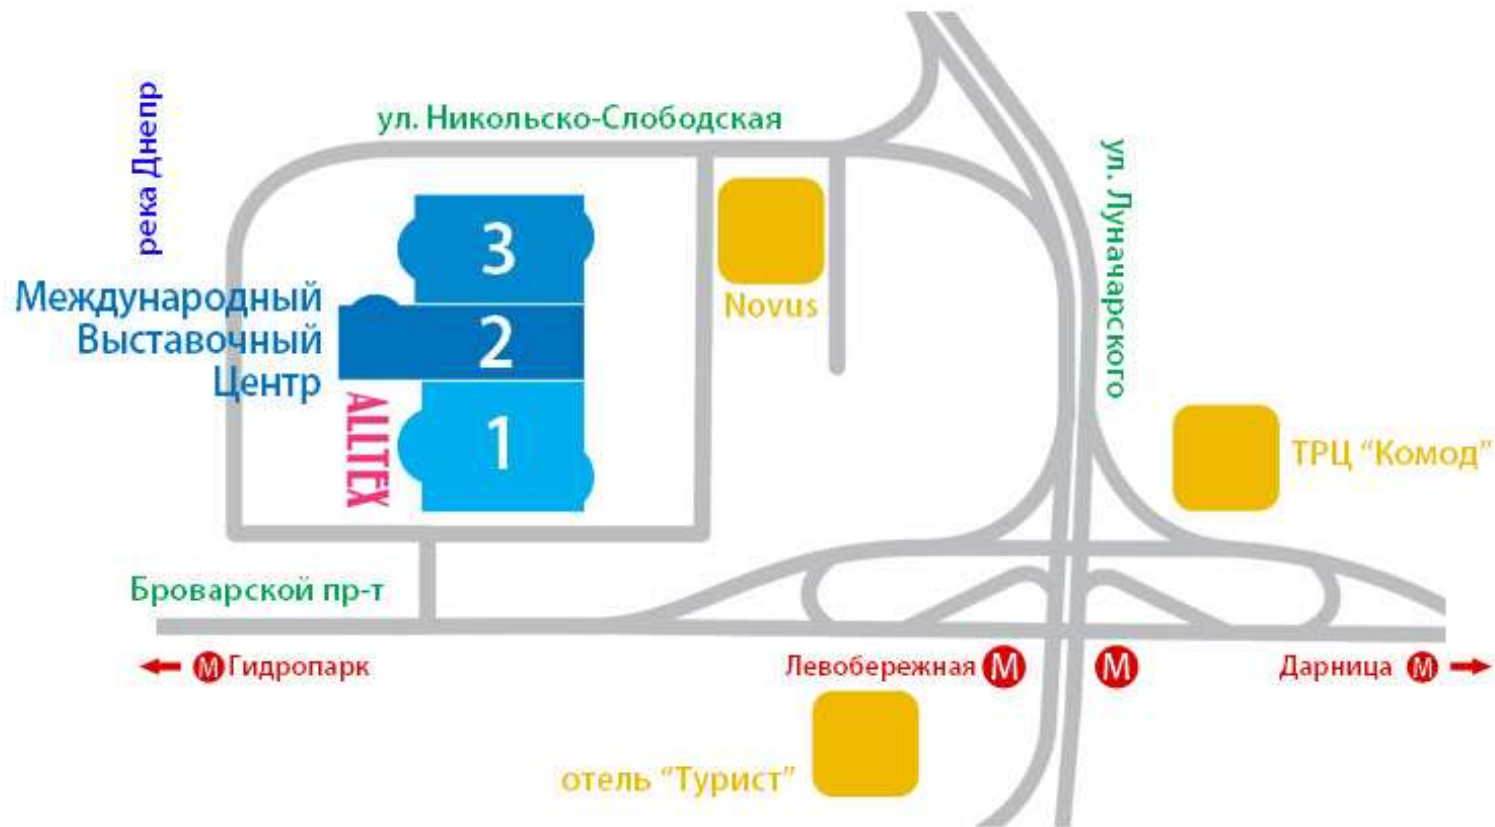 река Днепр
ул. Никольско-Слободская
ул. Луначарского
3
Novus
Международный
Выставочный
Центр
2
ALLTEX
1
ТРЦ “Комод”
Броварской пр-т
М Гидропарк
Левобережная М
М
Дарница М
отель “Турист”